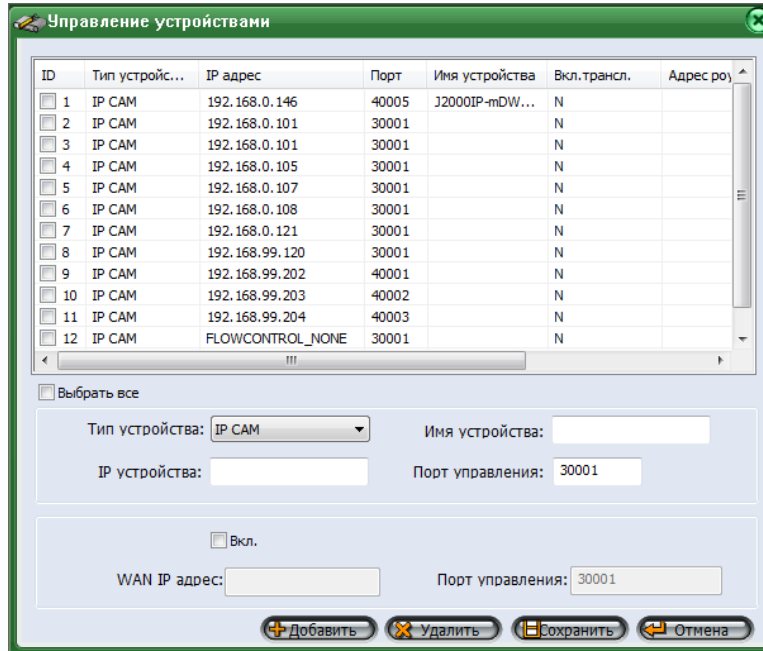 Управление устройствами
ID Тип устройс... IP адрес Порт Имя устройства Вкл.трансл. Адрес роу
1 IP CAM 192.168.0.146 40005 J2000IP-mDW... N
2 IP CAM 192.168.0.101 30001 N
3 IP CAM 192.168.0.101 30001 N
4 IP CAM 192.168.0.105 30001 N
5 IP CAM 192.168.0.107 30001 N
6 IP CAM 192.168.0.108 30001 N
7 IP CAM 192.168.0.121 30001 N
8 IP CAM 192.168.99.120 30001 N
9 IP CAM 192.168.99.202 40001 N
10 IP CAM 192.168.99.203 40002 N
11 IP CAM 192.168.99.204 40003 N
12 IP CAM FLOWCONTROL_NONE 30001 N
Выбрать все
Тип устройства: IP CAM Имя устройства:
IP устройства: Порт управления: 30001
Вкл.
WAN IP адрес: Порт управления: 30001
Добавить Удалить Сохранить Отмена